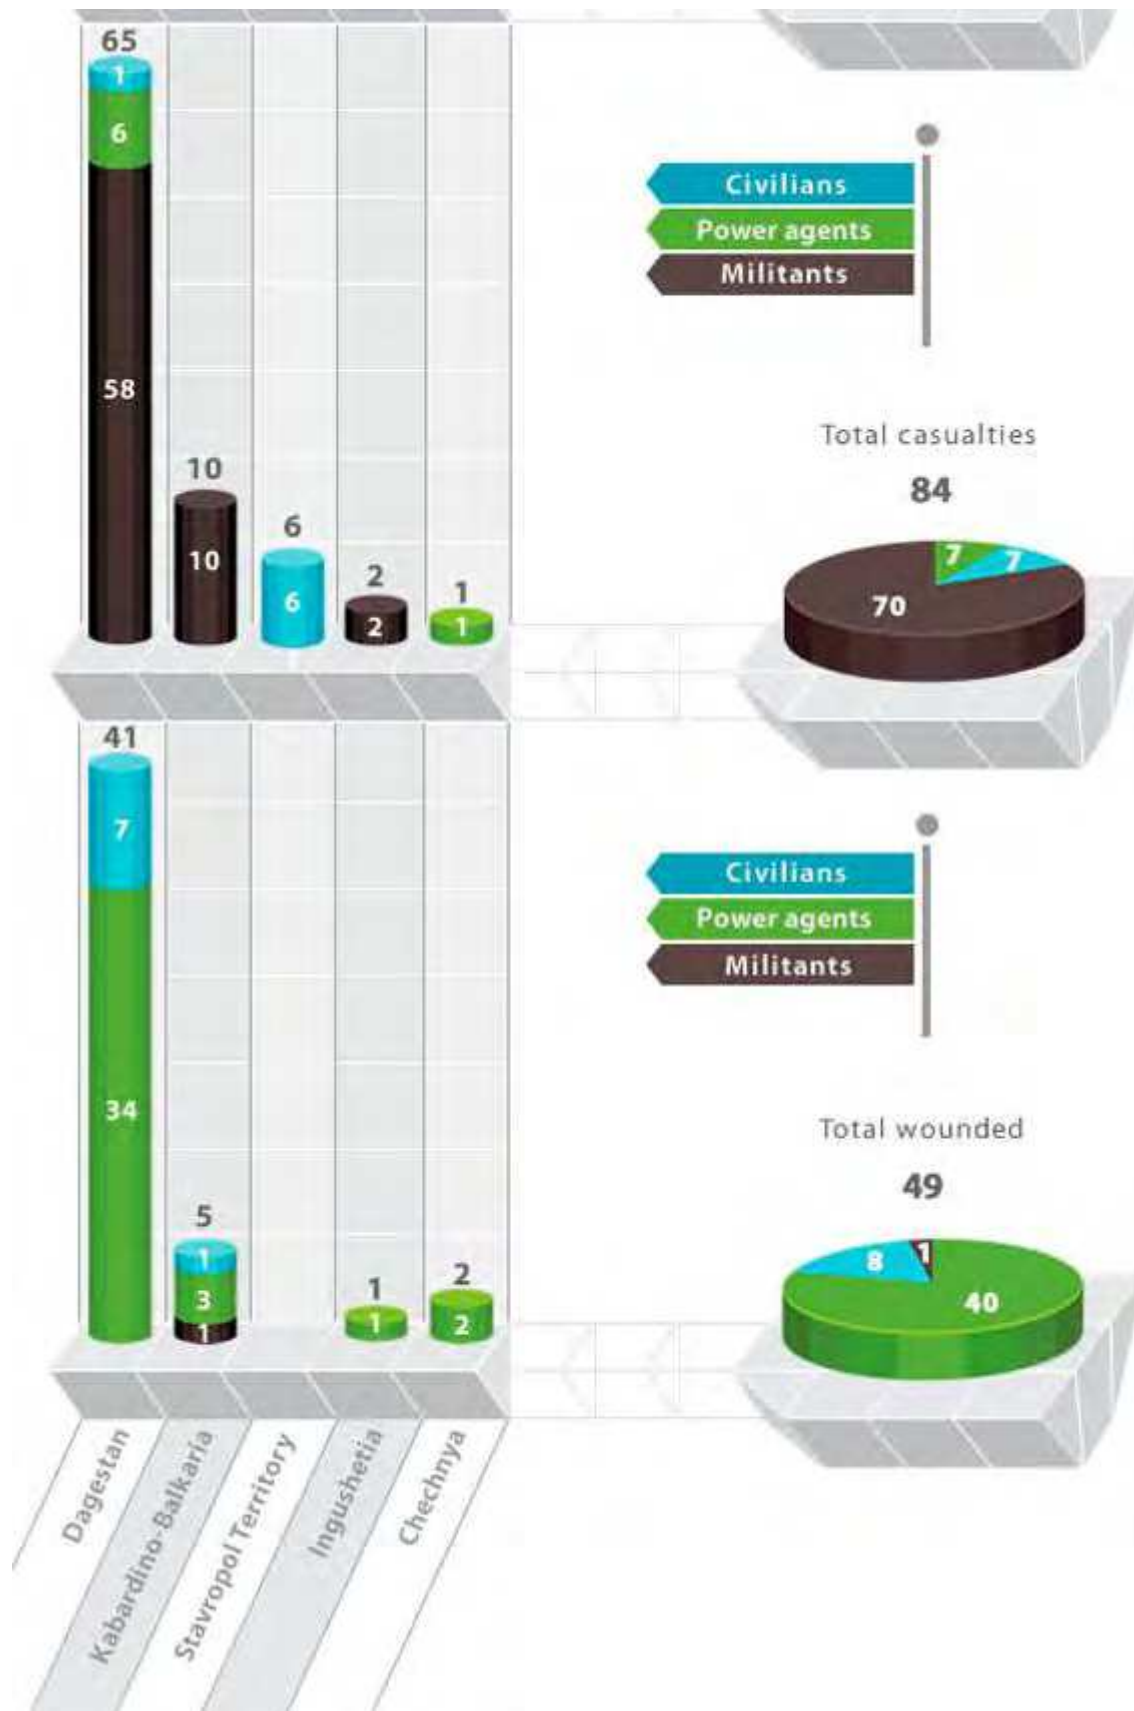 65
1
6
58
10
10
6
6
2
2
1
1
Civilians
Power agents
Militants
Total casualties
84
7
7
70
41
7
34
5
1
3
1
1
1
2
2
Civilians
Power agents
Militants
Total wounded
49
8
1
40
Dagestan
Kabardino-Balkaria
Stavropol Territory
Ingushetia
Chechnya